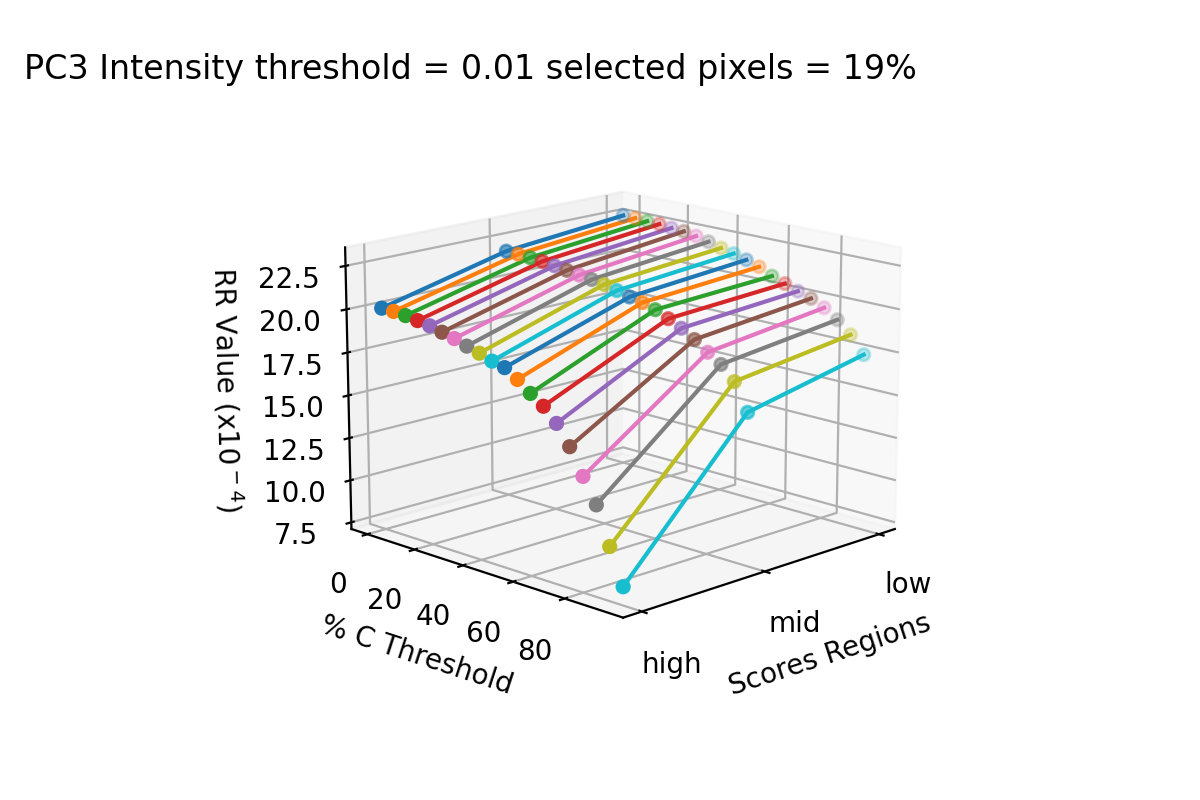 PC3 Intensity threshold = 0.01 selected pixels = 19%
RR Value (x10⁻⁴)
22.5
20.0
17.5
15.0
12.5
10.0
7.5
0
20
40
60
80
% C Threshold
high
mid
low
Scores Regions